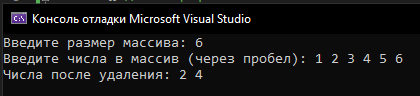 Консоль отладки Microsoft Visual Studio
Введите размер массива: 6
Введите числа в массив (через пробел): 1 2 3 4 5 6
Числа после удаления: 2 4